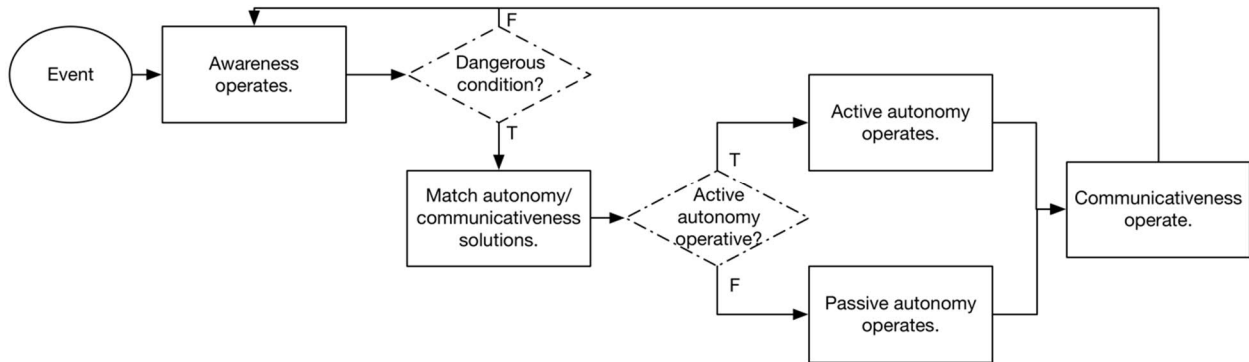 Event
Awareness
operates.
F
Dangerous
condition?
T
Match autonomy/
communicativeness
solutions.
Active
autonomy
operative?
T
F
Active autonomy
operates.
Passive autonomy
operates.
Communicativeness
operate.